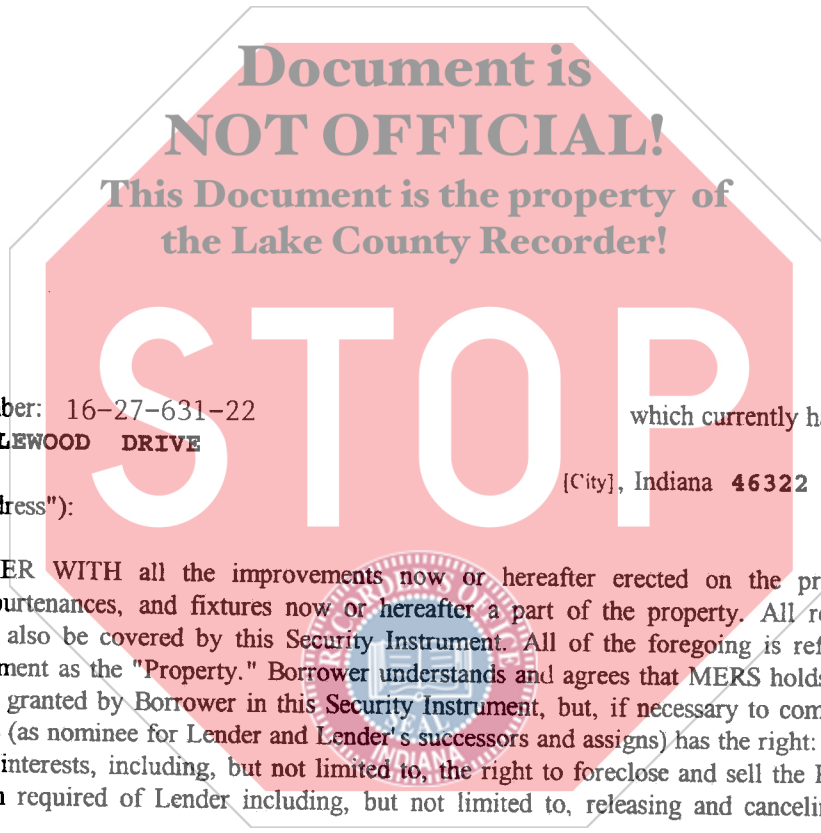 Document is
NOT OFFICIAL!
This Document is the property of
the Lake County Recorder!
STOP
ber: 16-27-631-22 which currently ha
LEWOOD DRIVE
[City], Indiana 46322
dress"):
ER WITH all the improvements now or hereafter erected on the pr
purtenances, and fixtures now or hereafter a part of the property. All re
also be covered by this Security Instrument. All of the foregoing is ref
ment as the "Property." Borrower understands and agrees that MERS holds
granted by Borrower in this Security Instrument, but, if necessary to com
(as nominee for Lender and Lender's successors and assigns) has the right:
interests, including, but not limited to, the right to foreclose and sell the P
n required of Lender including, but not limited to, releasing and cancelin
RECORDER'S OFFICE
SEAL
INDIANA